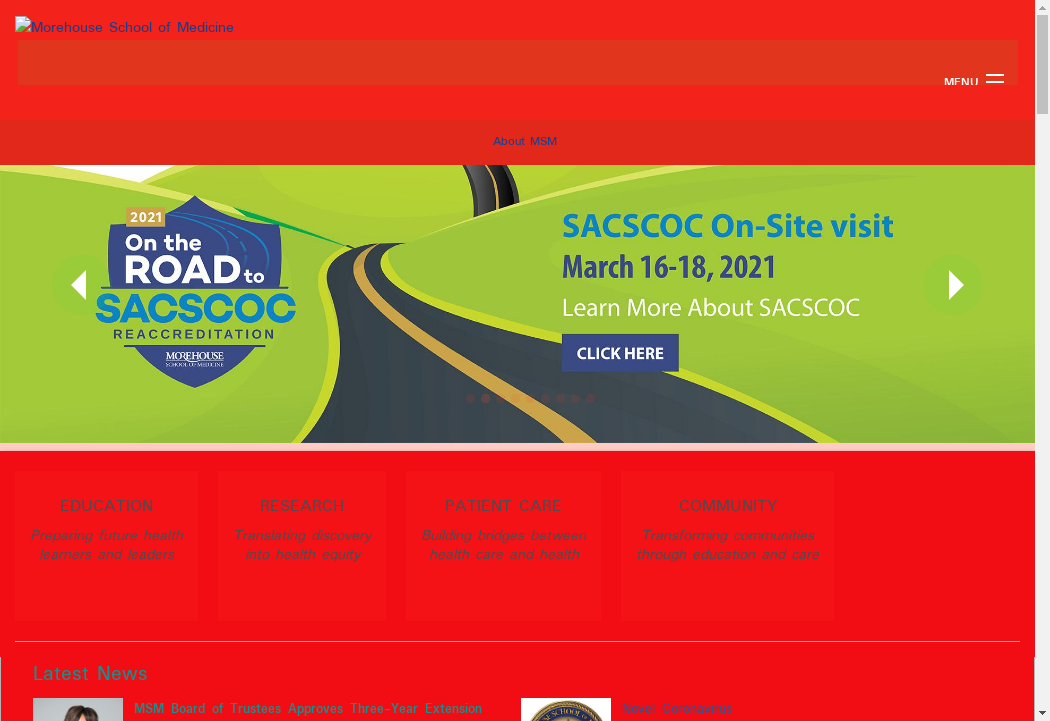 Morehouse School of Medicine
MENU
About MSM
2021
On the
ROAD to
SACSCOC
REACCREDITATION
MOREHOUSE
SCHOOL OF MEDICINE
SACSCOC On-Site visit
March 16-18, 2021
Learn More About SACSCOC
CLICK HERE
EDUCATION
Preparing future health
learners and leaders
RESEARCH
Translating discovery
into health equity
PATIENT CARE
Building bridges between
health care and health
COMMUNITY
Transforming communities
through education and care
Latest News
MSM Board of Trustees Approves Three-Year Extension
Novel Coronavirus